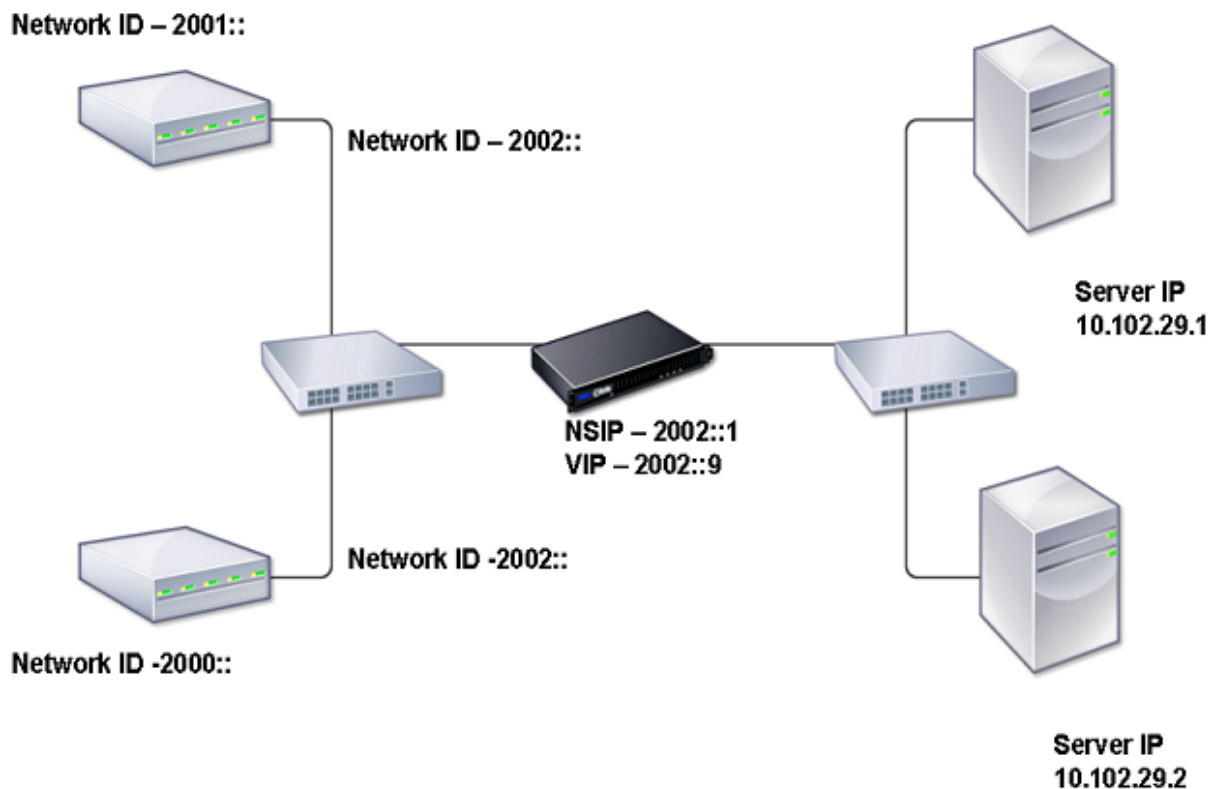 Network ID – 2001::
Network ID – 2002::
Server IP
10.102.29.1
NSIP – 2002::1
VIP – 2002::9
Network ID -2002::
Network ID -2000::
Server IP
10.102.29.2